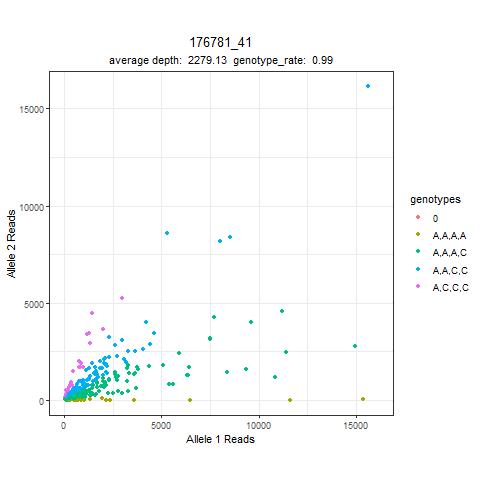 176781_41
average depth:  2279.13  genotype_rate:  0.99
15000
10000
5000
0
Allele 2 Reads
0
5000
10000
15000
Allele 1 Reads
genotypes
0
A,A,A,A
A,A,A,C
A,A,C,C
A,C,C,C